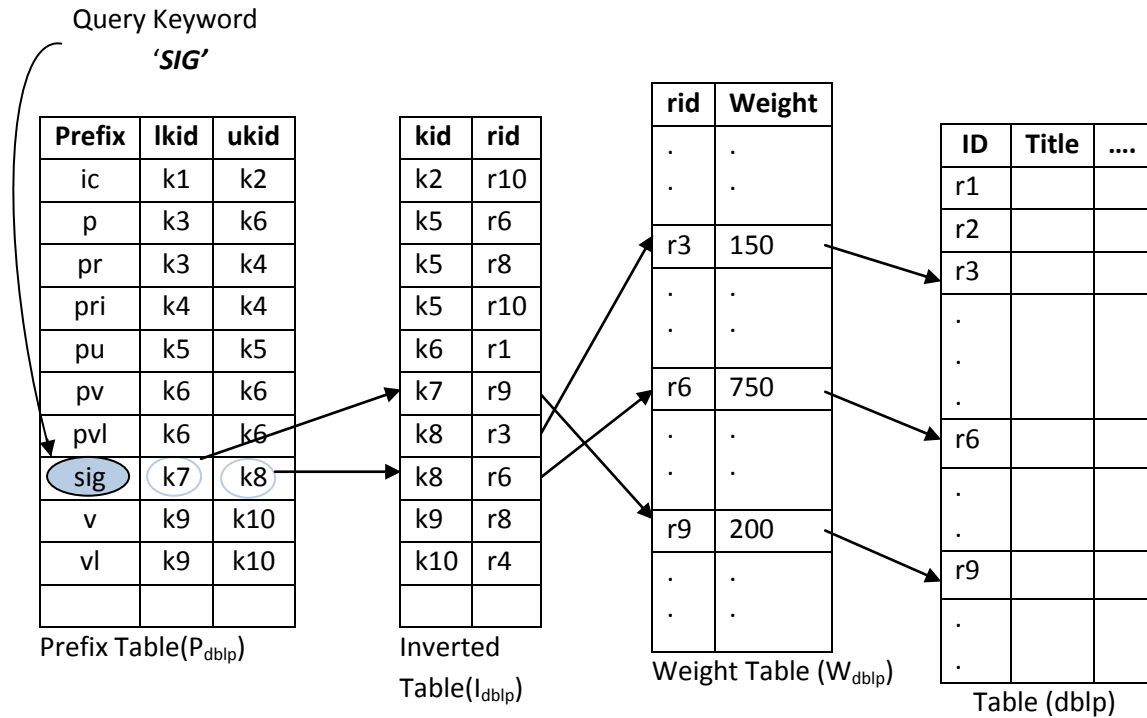 Query Keyword
‘SIG’
Prefix lkid ukid
ic k1 k2
p k3 k6
pr k3 k4
pri k4 k4
pu k5 k5
pv k6 k6
pvl k6 k6
sig k7 k8
v k9 k10
vl k9 k10
Prefix Table(Pdblp)
kid rid
k2 r10
k5 r6
k5 r8
k5 r10
k6 r1
k7 r9
k8 r3
k8 r6
k9 r8
k10 r4
Inverted
Table(Idblp)
rid Weight
. .
. .
r3 150
. .
. .
r6 750
. .
. .
r9 200
. .
. .
Weight Table (Wdblp)
ID Title ....
r1
r2
r3
.
.
.
r6
.
.
r9
.
.
Table (dblp)